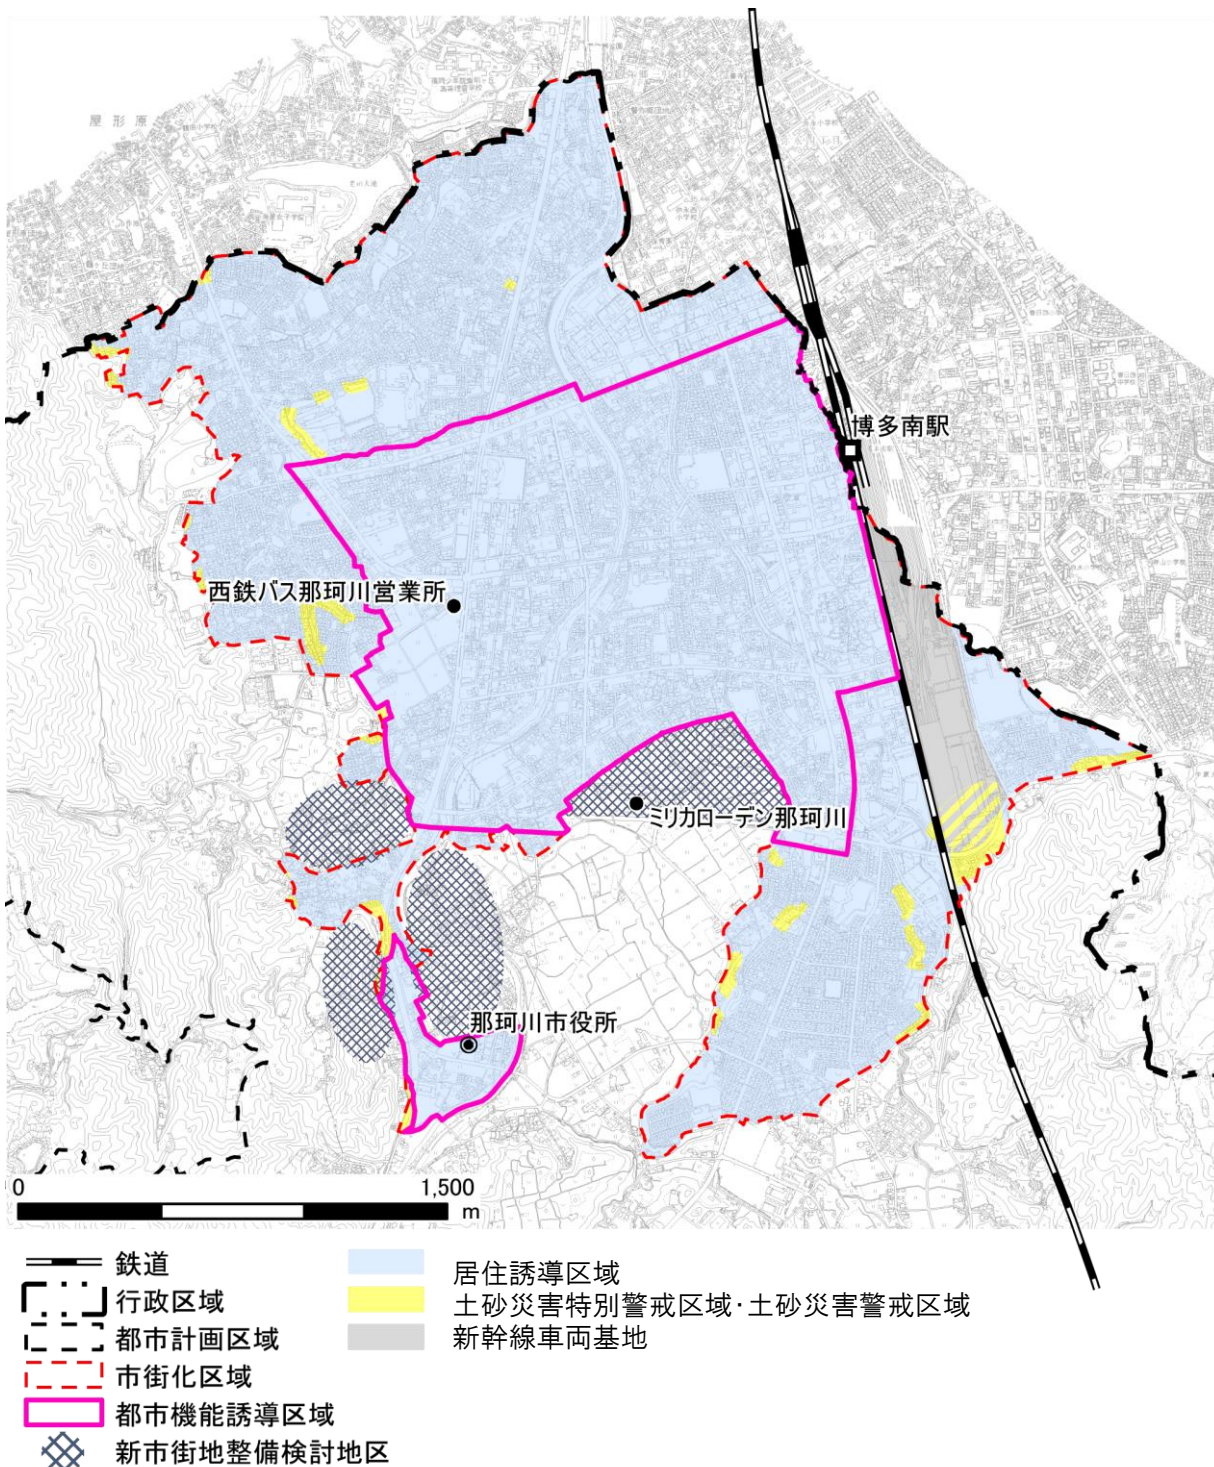 屋形原
博多南駅
西鉄バス那珂川営業所
ミリカローデン那珂川
那珂川市役所
0 1,500
m
鉄道
行政区域
都市計画区域
市街化区域
都市機能誘導区域
新市街地整備検討地区
居住誘導区域
土砂災害特別警戒区域・土砂災害警戒区域
新幹線車両基地